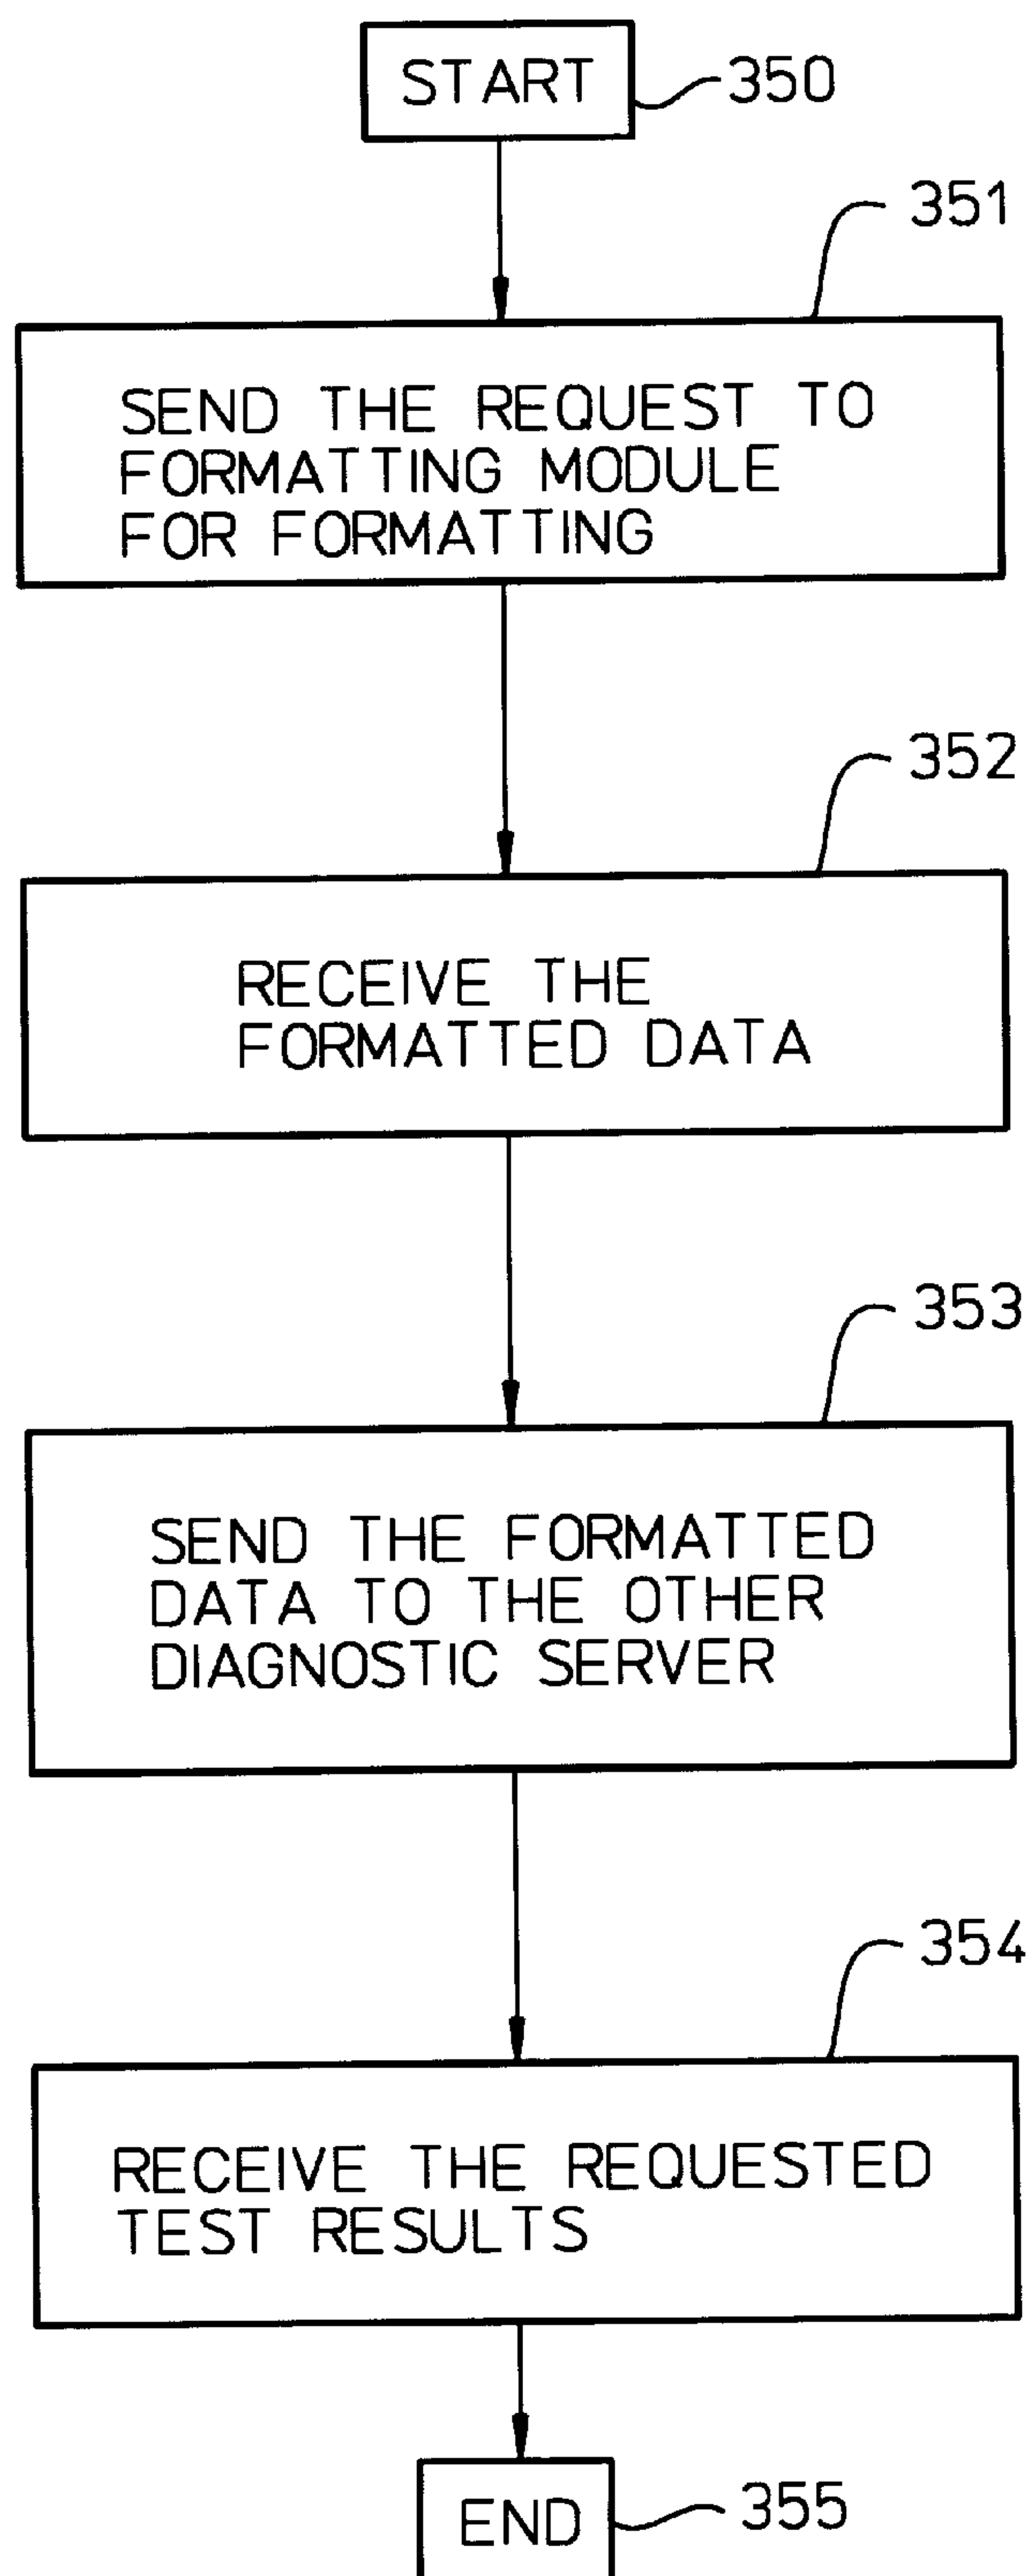 START
350
351
SEND THE REQUEST TO
FORMATTING MODULE
FOR FORMATTING
352
RECEIVE THE
FORMATTED DATA
353
SEND THE FORMATTED
DATA TO THE OTHER
DIAGNOSTIC SERVER
354
RECEIVE THE REQUESTED
TEST RESULTS
END
355